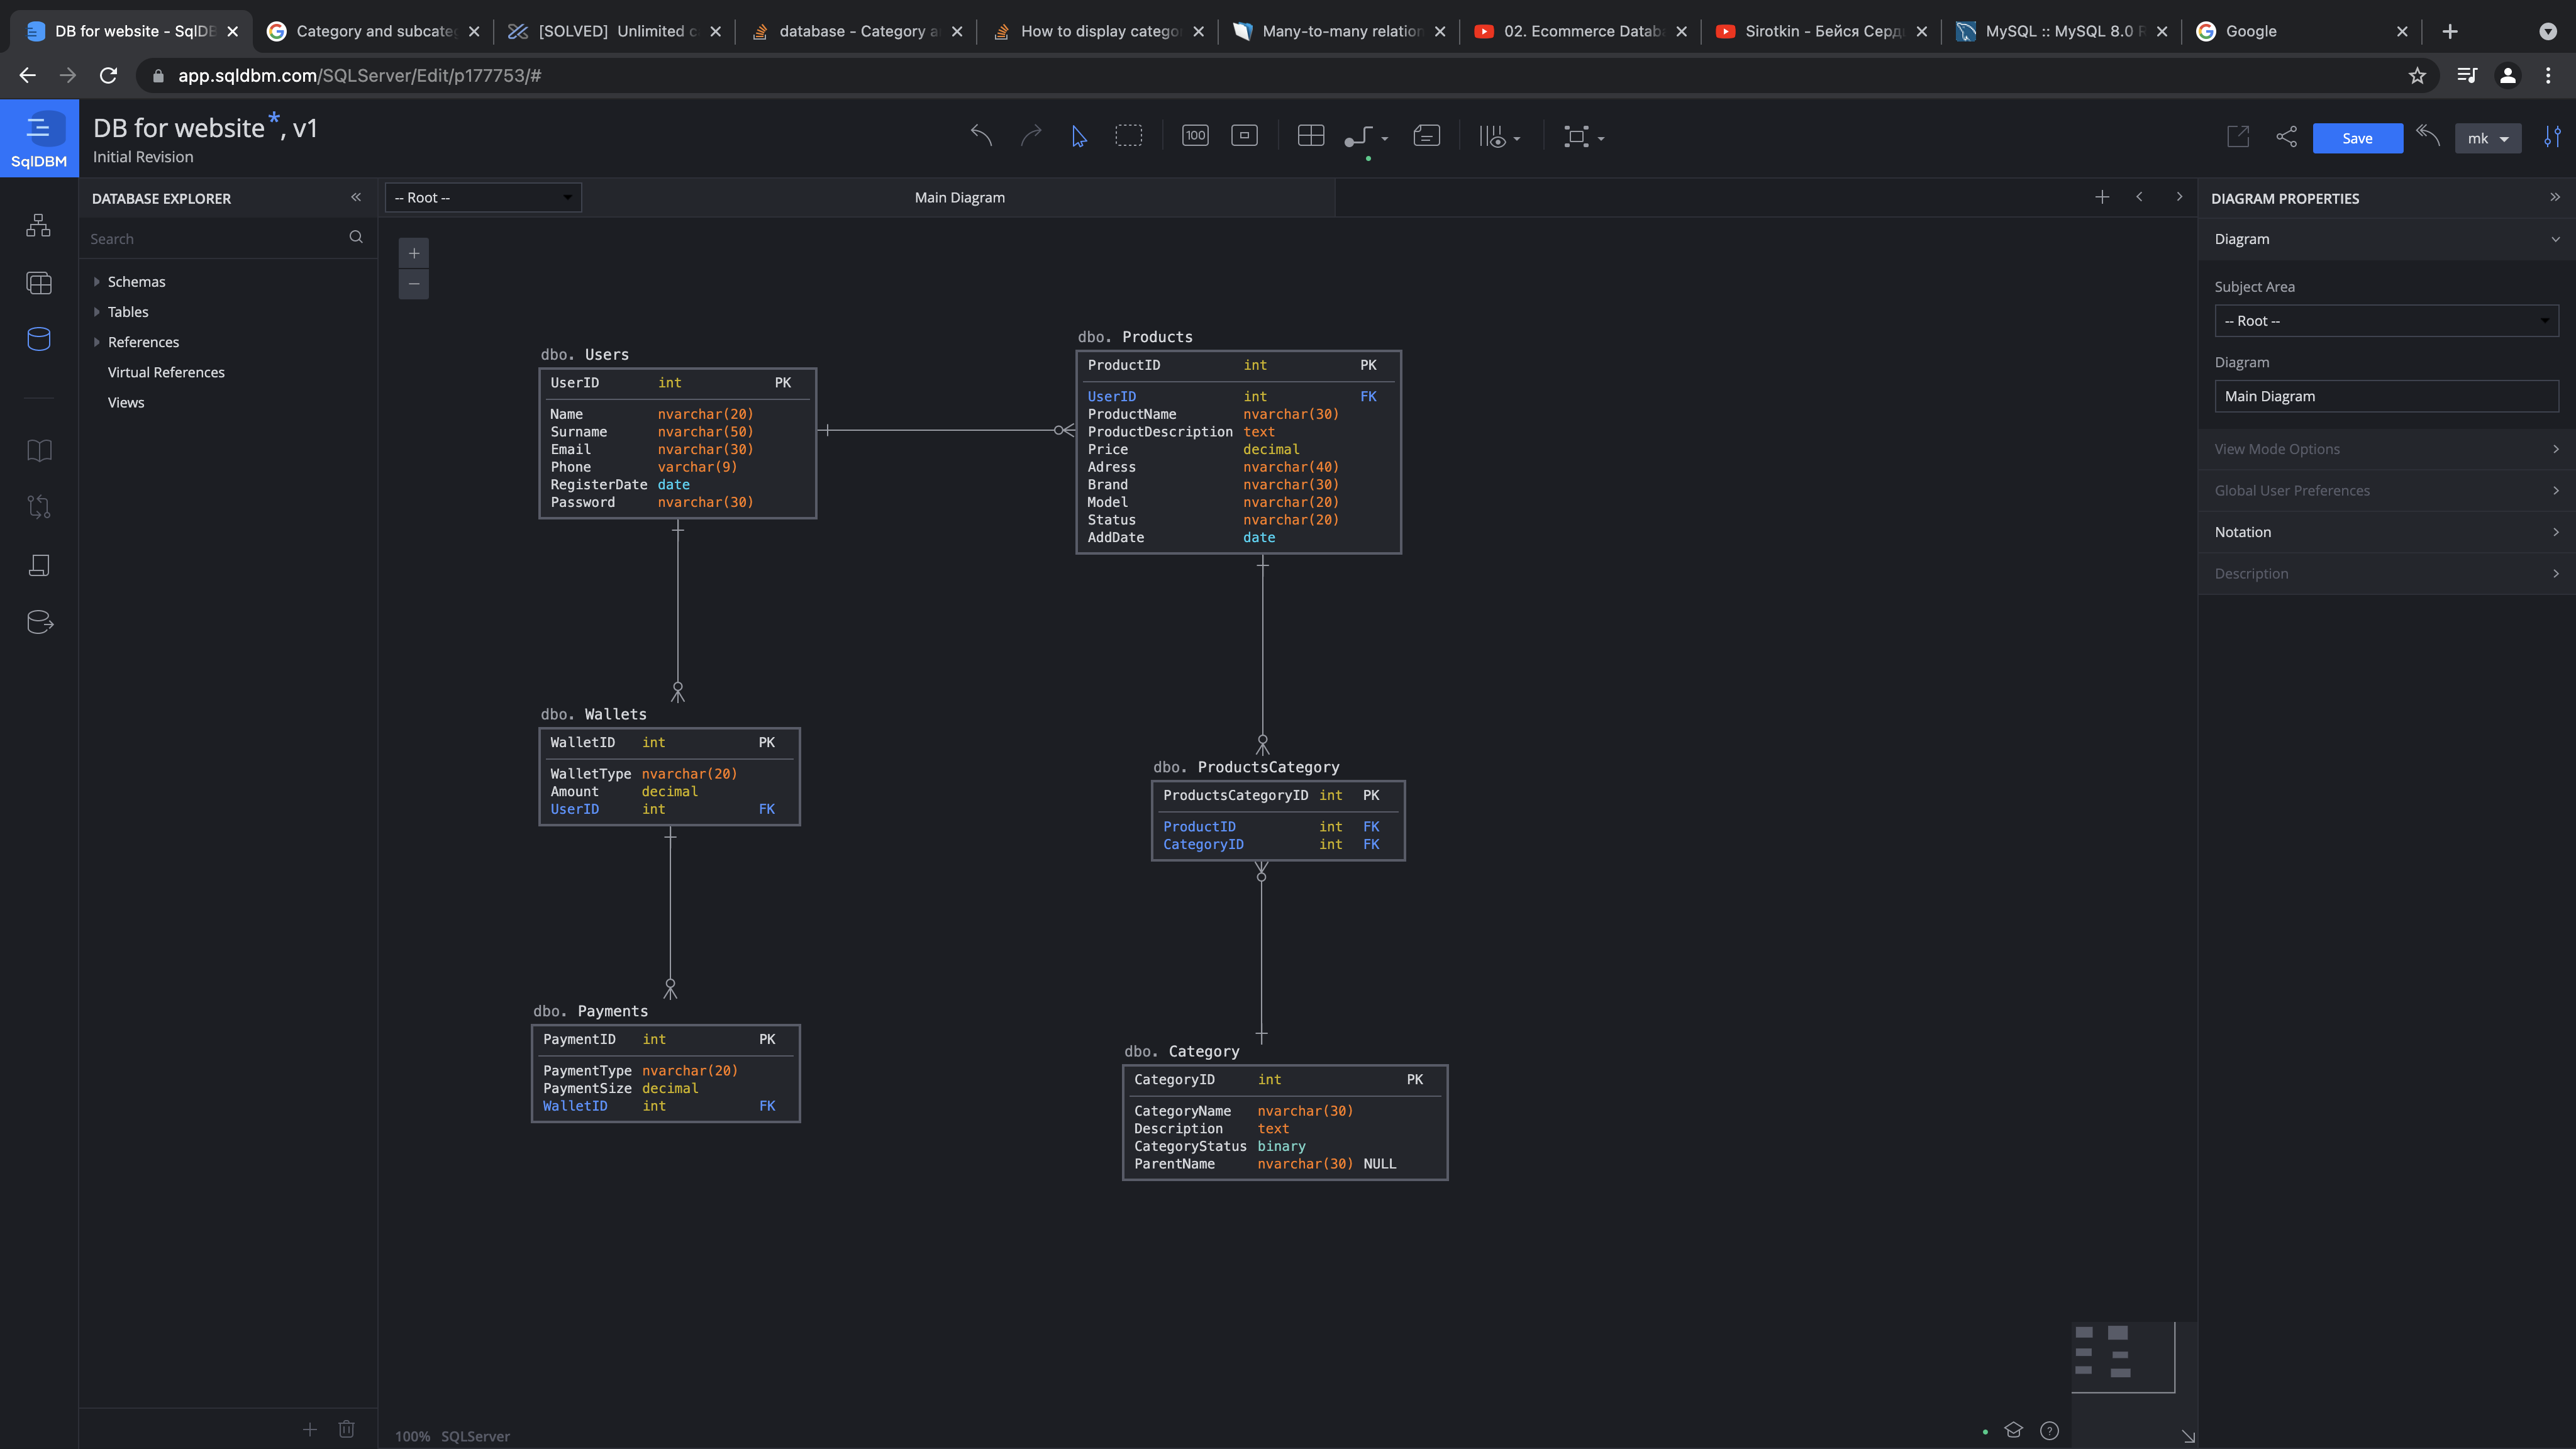 DB for website - SqlDB
Category and subcateg
[SOLVED] Unlimited c
database - Category a
How to display catego
Many-to-many relation
02. Ecommerce Datab
Sirotkin - Бейся Серд
MySQL :: MySQL 8.0 R
Google
app.sqldbm.com/SQLServer/Edit/p177753/#
SqlDBM
DB for website*, v1
Initial Revision
100
Save
mk
DATABASE EXPLORER
-- Root --
Main Diagram
DIAGRAM PROPERTIES
Search
Schemas
Tables
References
Virtual References
Views
dbo. Users
UserID int PK
Name nvarchar(20)
Surname nvarchar(50)
Email nvarchar(30)
Phone varchar(9)
RegisterDate date
Password nvarchar(30)
dbo. Products
ProductID int PK
UserID int FK
ProductName nvarchar(30)
ProductDescription text
Price decimal
Adress nvarchar(40)
Brand nvarchar(30)
Model nvarchar(20)
Status nvarchar(20)
AddDate date
dbo. Wallets
WalletID int PK
WalletType nvarchar(20)
Amount decimal
UserID int FK
dbo. ProductsCategory
ProductsCategoryID int PK
ProductID int FK
CategoryID int FK
dbo. Payments
PaymentID int PK
PaymentType nvarchar(20)
PaymentSize decimal
WalletID int FK
dbo. Category
CategoryID int PK
CategoryName nvarchar(30)
Description text
CategoryStatus binary
ParentName nvarchar(30) NULL
Diagram
Subject Area
-- Root --
Diagram
Main Diagram
View Mode Options
Global User Preferences
Notation
Description
100% SQLServer